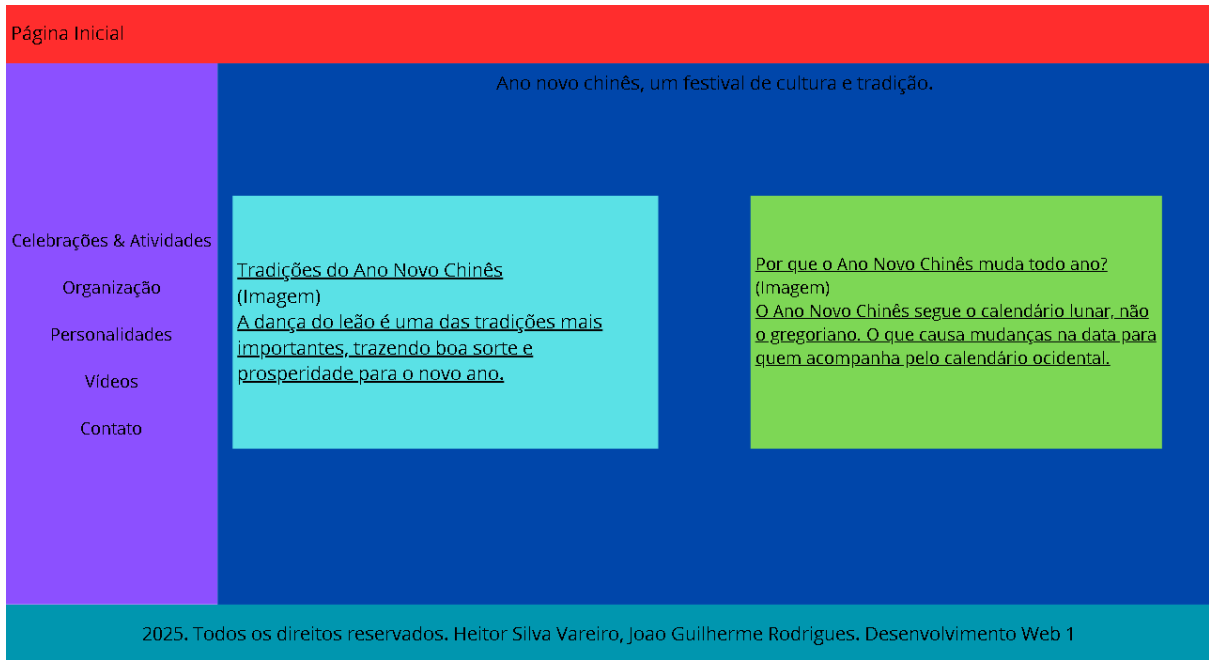 Página Inicial
Ano novo chinês, um festival de cultura e tradição.
Celebrações & Atividades
Organização
Personalidades
Vídeos
Contato
Tradições do Ano Novo Chinês
(Imagem)
A dança do leão é uma das tradições mais
importantes, trazendo boa sorte e
prosperidade para o novo ano.
Por que o Ano Novo Chinês muda todo ano?
(Imagem)
O Ano Novo Chinês segue o calendário lunar, não
o gregoriano. O que causa mudanças na data para
quem acompanha pelo calendário ocidental.
2025. Todos os direitos reservados. Heitor Silva Vareiro, Joao Guilherme Rodrigues. Desenvolvimento Web 1